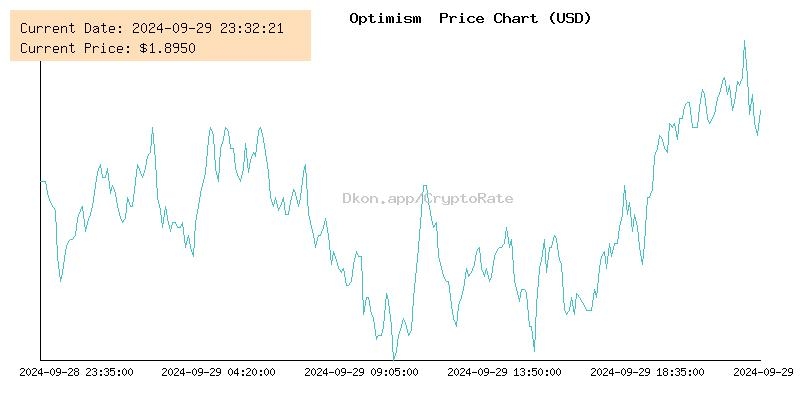 Optimism  Price Chart (USD)
Current Date: 2024-09-29 23:32:21
Current Price: $1.8950
Dkon.app/CryptoRate
2024-09-28 23:35:00 2024-09-29 04:20:00 2024-09-29 09:05:00 2024-09-29 13:50:00 2024-09-29 18:35:00 2024-09-29